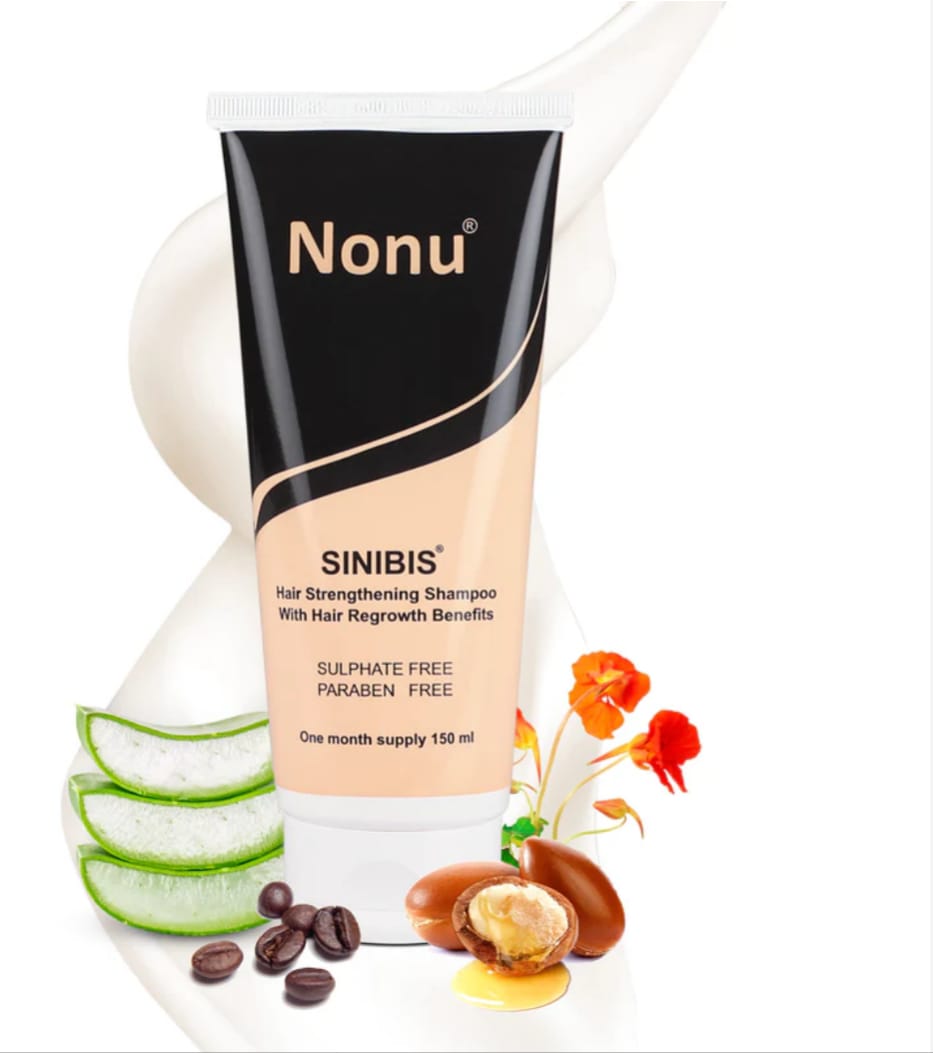 Nonu®
SINIBIS®
Hair Strengthening Shampoo
With Hair Regrowth Benefits
SULPHATE FREE
PARABEN FREE
One month supply 150 ml